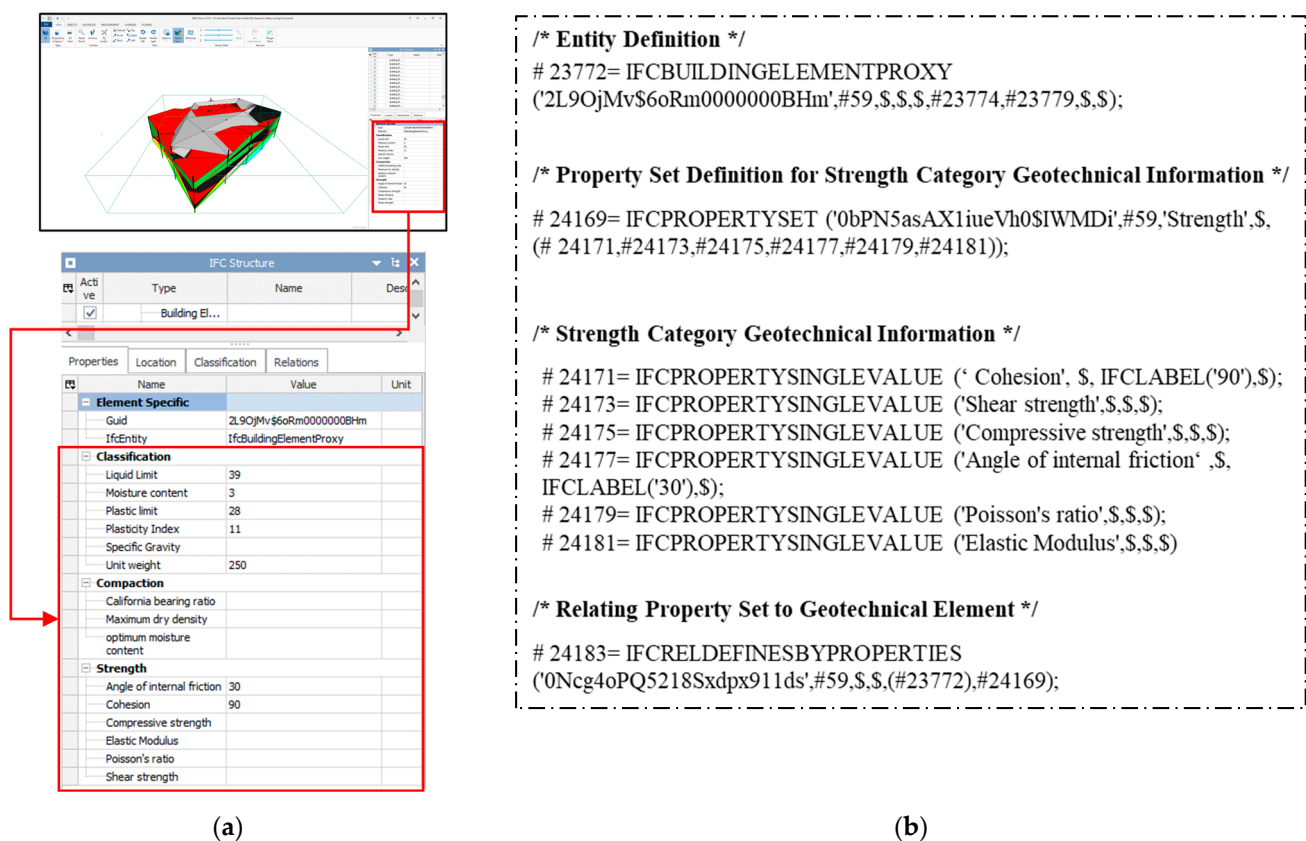 IFC Structure
Acti
ve
Type
Name
Desc
Building El...
Properties
Location
Classification
Relations
Name
Value
Unit
Element Specific
Guid
2L9OjMv$6oRm0000000BHm
IfcEntity
IfcBuildingElementProxy
Classification
Liquid Limit
39
Moisture content
3
Plastic limit
28
Plasticity Index
11
Specific Gravity
Unit weight
250
Compaction
California bearing ratio
Maximum dry density
optimum moisture
content
Strength
Angle of internal friction
30
Cohesion
90
Compressive strength
Elastic Modulus
Poisson's ratio
Shear strength
(a)
/* Entity Definition */
# 23772= IFCBUILDINGELEMENTPROXY
('2L9OjMv$6oRm0000000BHm',#59,$,$,$,#23774,#23779,$,$);
/* Property Set Definition for Strength Category Geotechnical Information */
# 24169= IFCPROPERTYSET ('0bPN5asAX1iueVh0$IWMDi',#59,'Strength',$,
(# 24171,#24173,#24175,#24177,#24179,#24181));
/* Strength Category Geotechnical Information */
# 24171= IFCPROPERTYSINGLEVALUE (‘ Cohesion', $, IFCLABEL('90'),$);
# 24173= IFCPROPERTYSINGLEVALUE ('Shear strength',$,$,$);
# 24175= IFCPROPERTYSINGLEVALUE ('Compressive strength',$,$,$);
# 24177= IFCPROPERTYSINGLEVALUE ('Angle of internal friction‘ ,$,
IFCLABEL('30'),$);
# 24179= IFCPROPERTYSINGLEVALUE ('Poisson's ratio',$,$,$);
# 24181= IFCPROPERTYSINGLEVALUE ('Elastic Modulus',$,$,$)
/* Relating Property Set to Geotechnical Element */
# 24183= IFCRELDEFINESBYPROPERTIES
('0Ncg4oPQ5218Sxdpx911ds',#59,$,$,(#23772),#24169);
(b)